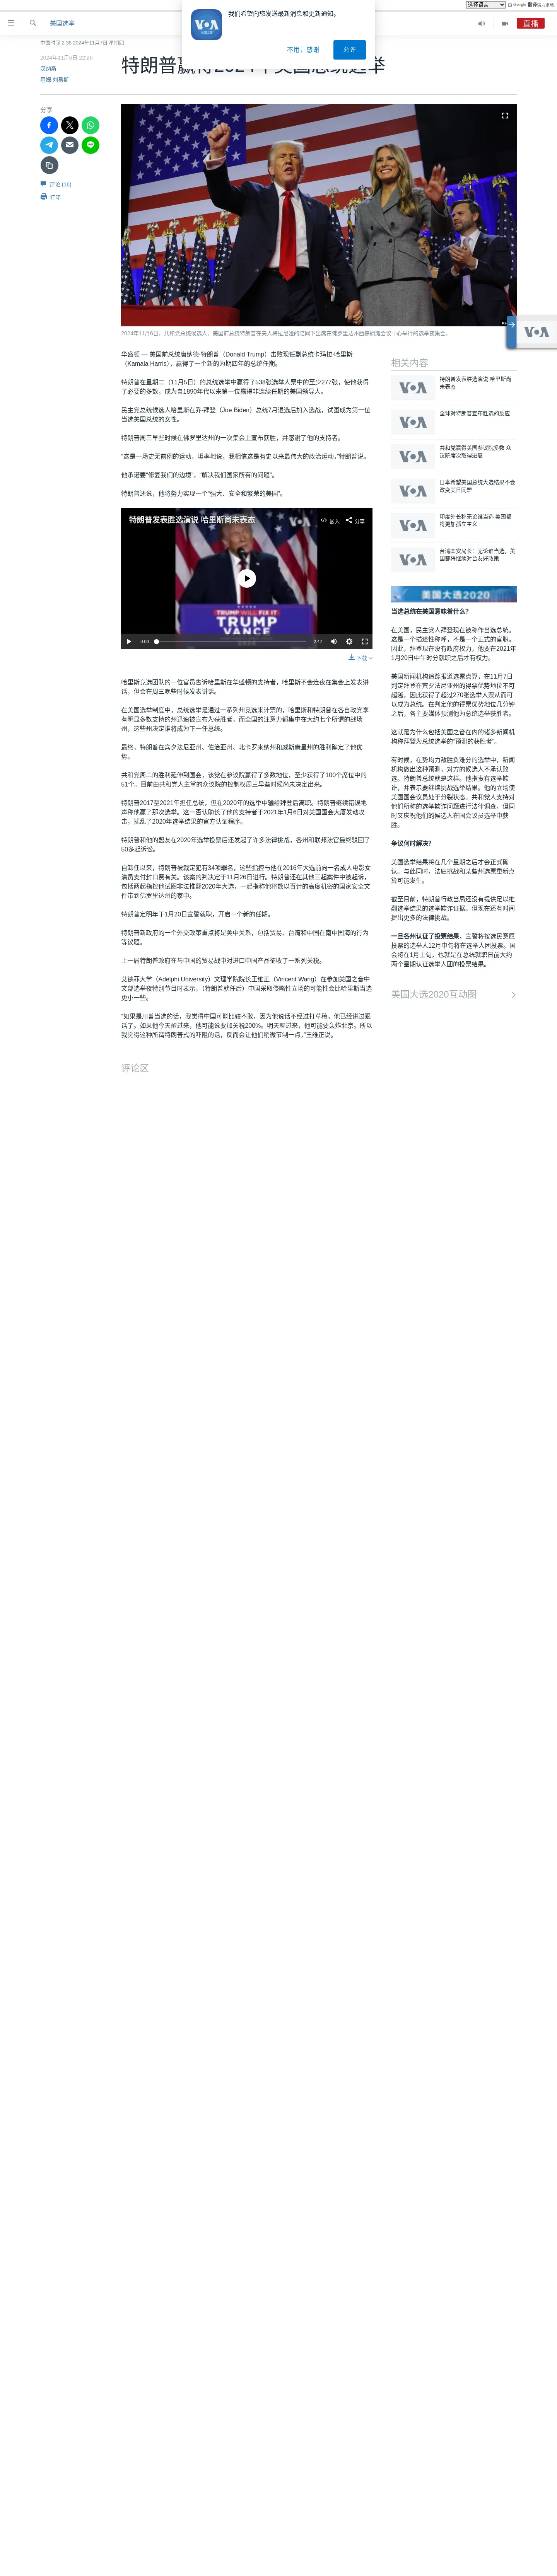 选择语言
由 Google 翻译强力驱动
我们希望向您发送最新消息和更新通知。
不用，感谢
允许
美国选举
直播
中国时间 2:38 2024年11月7日 星期四
特朗普赢得2024年美国总统选举
2024年11月6日 22:29
汉纳斯
基姆·刘易斯
分享
评论 (16)
打印
2024年11月6日，共和党总统候选人、美国前总统特朗普在夫人梅拉尼娅的陪同下出席在佛罗里达州西棕榈滩会议中心举行的选举夜集会。
华盛顿 — 美国前总统唐纳德·特朗普（Donald Trump）击败现任副总统卡玛拉·哈里斯
（Kamala Harris），赢得了一个新的为期四年的总统任期。
特朗普在星期二（11月5日）的总统选举中赢得了538张选举人票中的至少277张，使他获得
了必要的多数，成为自1890年代以来第一位赢得非连续任期的美国领导人。
民主党总统候选人哈里斯在乔·拜登（Joe Biden）总统7月退选后加入选战，试图成为第一位
当选美国总统的女性。
特朗普周三早些时候在佛罗里达州的一次集会上宣布获胜，并感谢了他的支持者。
“这是一场史无前例的运动，坦率地说，我相信这是有史以来最伟大的政治运动，”特朗普说。
他承诺要“修复我们的边境”，“解决我们国家所有的问题”。
特朗普还说，他将努力实现一个“强大、安全和繁荣的美国”。
特朗普发表胜选演说 哈里斯尚未表态
嵌入
分享
VOA
TRUMP WILL FIX IT
TRUMP
VANCE
0:00
2:41
下载
哈里斯竞选团队的一位官员告诉哈里斯在华盛顿的支持者，哈里斯不会连夜在集会上发表讲
话，但会在周三晚些时候发表讲话。
在美国选举制度中，总统选举是通过一系列州竞选来计票的，哈里斯和特朗普在各自政党享
有明显多数支持的州迅速被宣布为获胜者，而全国的注意力都集中在大约七个所谓的战场
州，这些州决定谁将成为下一任总统。
最终，特朗普在宾夕法尼亚州、佐治亚州、北卡罗来纳州和威斯康星州的胜利确定了他优
势。
共和党周二的胜利延伸到国会，该党在参议院赢得了多数地位，至少获得了100个席位中的
51个。目前由共和党人主掌的众议院的控制权周三早些时候尚未决定出来。
特朗普2017至2021年担任总统，但在2020年的选举中输给拜登后离职。特朗普继续错误地
声称他赢了那次选举。这一否认助长了他的支持者于2021年1月6日对美国国会大厦发动攻
击，扰乱了2020年选举结果的官方认证程序。
特朗普和他的盟友在2020年选举投票后还发起了许多法律挑战，各州和联邦法官最终驳回了
50多起诉讼。
自卸任以来，特朗普被裁定犯有34项罪名，这些指控与他在2016年大选前向一名成人电影女
演员支付封口费有关。该案的判决定于11月26日进行。特朗普还在其他三起案件中被起诉，
包括两起指控他试图非法推翻2020年大选，一起指称他将数以百计的高度机密的国家安全文
件带到佛罗里达州的家中。
特朗普定明年于1月20日宣誓就职，开启一个新的任期。
特朗普新政府的一个外交政策重点将是美中关系，包括贸易，台湾和中国在南中国海的行为
等议题。
上一届特朗普政府在与中国的贸易战中对进口中国产品征收了一系列关税。
艾德菲大学（Adelphi University）文理学院院长王维正（Vincent Wang）在参加美国之音中
文部选举夜特别节目时表示，（特朗普就任后）中国采取侵略性立场的可能性会比哈里斯当选
更小一些。
“如果是川普当选的话，我觉得中国可能比较不敢，因为他说话不经过打草稿，他已经讲过狠
话了。如果他今天醒过来，他可能说要加关税200%。明天醒过来，他可能要轰炸北京。所以
我觉得这种所谓特朗普式的吓阻的话，反而会让他们稍微节制一点，”王维正说。
评论区
相关内容
VOA
特朗普发表胜选演说 哈里斯尚
未表态
VOA
全球对特朗普宣布胜选的反应
VOA
共和党赢得美国参议院多数 众
议院席次取得进展
VOA
日本希望美国总统大选结果不会
改变美日同盟
VOA
印度外长称无论谁当选 美国都
将更加孤立主义
VOA
台湾国安局长：无论谁当选，美
国都将继续对台友好政策
美国大选2020
当选总统在美国意味着什么？
在美国，民主党人拜登现在被称作当选总统。
这是一个描述性称呼，不是一个正式的官职。
因此，拜登现在没有政府权力，他要在2021年
1月20日中午时分就职之后才有权力。
美国新闻机构追踪报道选票点算，在11月7日
判定拜登在宾夕法尼亚州的得票优势地位不可
超越，因此获得了超过270张选举人票从而可
以成为总统。在判定他的得票优势地位几分钟
之后，各主要媒体预测他为总统选举获胜者。
这就是为什么包括美国之音在内的诸多新闻机
构称拜登为总统选举的“预测的获胜者”。
有时候，在势均力敌胜负难分的选举中，新闻
机构做出这种预测，对方的候选人不承认败
选。特朗普总统就是这样。他指责有选举欺
诈，并表示要继续挑战选举结果。他的立场使
美国国会议员处于分裂状态。共和党人支持对
他们所称的选举欺诈问题进行法律调查，但同
时又庆祝他们的候选人在国会议员选举中获
胜。
争议何时解决？
美国选举结果将在几个星期之后才会正式确
认。与此同时，法庭挑战和某些州选票重新点
算可能发生。
截至目前，特朗普行政当局还没有提供足以推
翻选举结果的选举欺诈证据。但现在还有时间
提出更多的法律挑战。
一旦各州认证了投票结果，宣誓将按选民意愿
投票的选举人12月中旬将在选举人团投票。国
会将在1月上旬，也就是在总统就职日前大约
两个星期认证选举人团的投票结果。
美国大选2020互动图
VOA